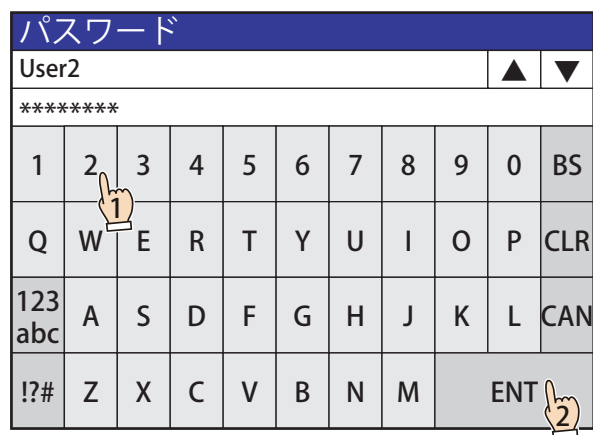 パスワード
User2 ▲ ▼
********
1 2 3 4 5 6 7 8 9 0 BS
1
Q W E R T Y U I O P CLR
123 abc A S D F G H J K L CAN
!?# Z X C V B N M ENT
2